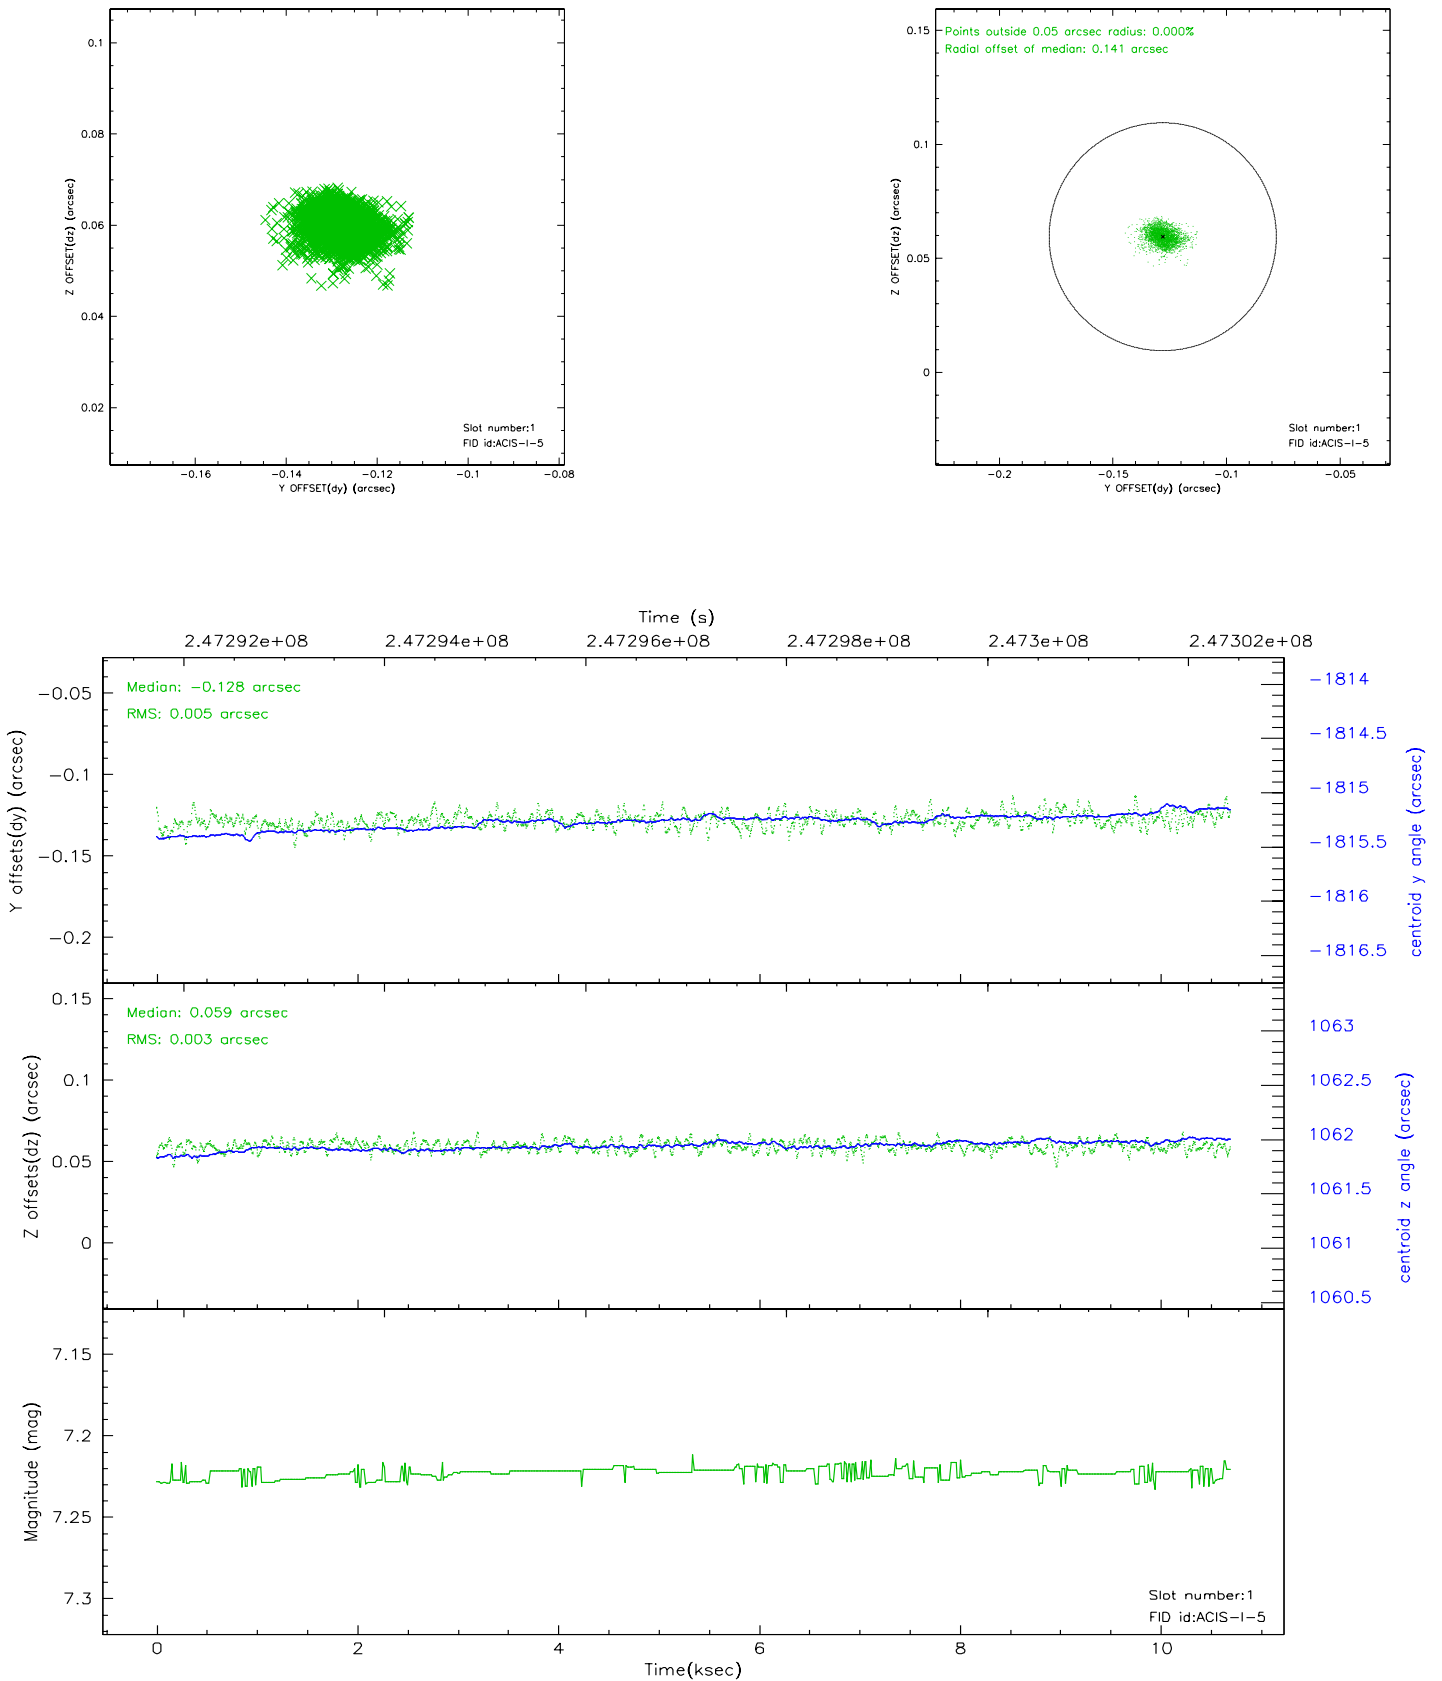 0.1
0.08
0.06
0.04
0.02
Z OFFSET(dz) (arcsec)
Slot number:1
FID id:ACIS-I-5
-0.16 -0.14 -0.12 -0.1 -0.08
Y OFFSET(dy) (arcsec)
Points outside 0.05 arcsec radius: 0.000%
Radial offset of median: 0.141 arcsec
0.15
0.1
0.05
0
Z OFFSET(dz) (arcsec)
Slot number:1
FID id:ACIS-I-5
-0.2 -0.15 -0.1 -0.05
Y OFFSET(dy) (arcsec)
Time (s)
2.47292e+08 2.47294e+08 2.47296e+08 2.47298e+08 2.473e+08 2.47302e+08
Median: -0.128 arcsec
RMS: 0.005 arcsec
-0.05
-0.1
-0.15
-0.2
Y offsets(dy) (arcsec)
-1814
-1814.5
-1815
-1815.5
-1816
-1816.5
centroid y angle (arcsec)
Median: 0.059 arcsec
RMS: 0.003 arcsec
0.15
0.1
0.05
0
Z offsets(dz) (arcsec)
1063
1062.5
1062
1061.5
1061
1060.5
centroid z angle (arcsec)
7.15
7.2
7.25
7.3
Magnitude (mag)
Slot number:1
FID id:ACIS-I-5
0 2 4 6 8 10
Time(ksec)